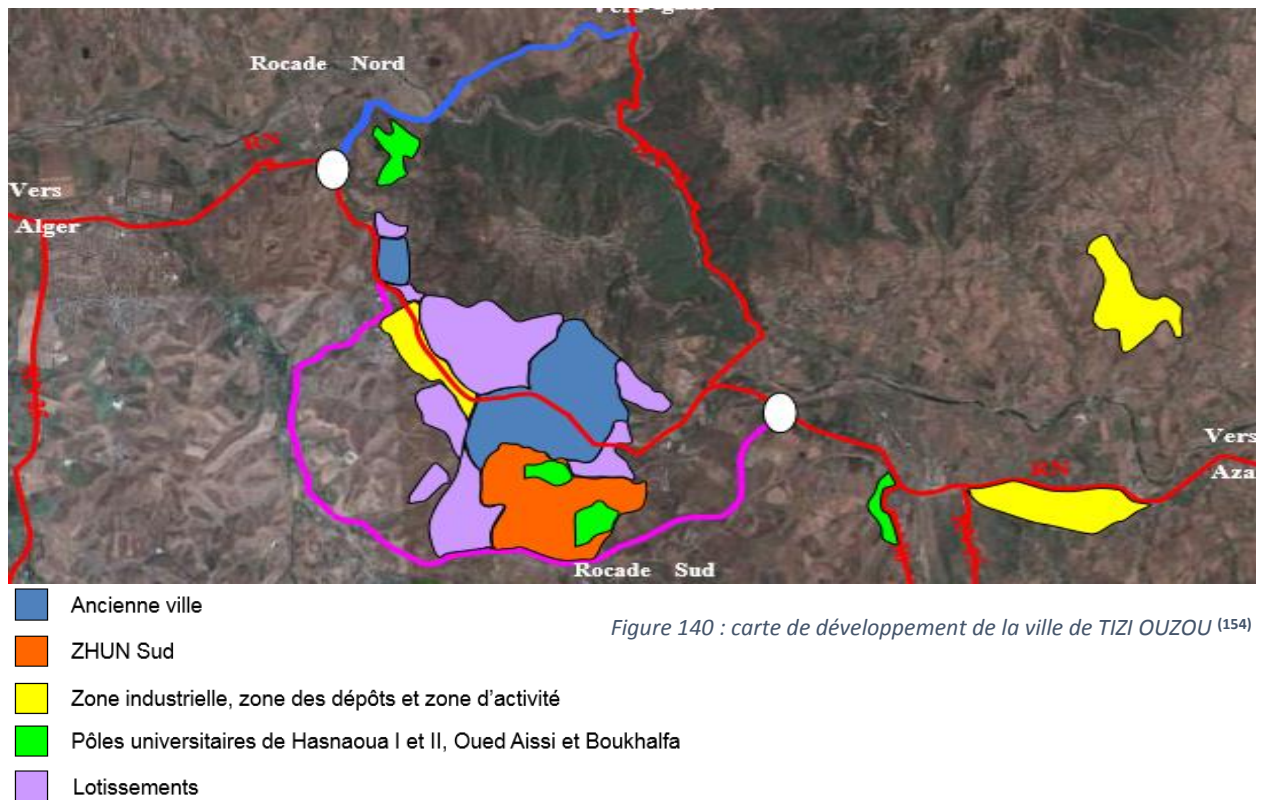 Rocade Nord
RN
Vers
Alger
Vers
Aza
RN
Rocade Sud
Ancienne ville
Figure 140 : carte de développement de la ville de TIZI OUZOU (154)
ZHUN Sud
Zone industrielle, zone des dépôts et zone d’activité
Pôles universitaires de Hasnaoua I et II, Oued Aissi et Boukhalfa
Lotissements